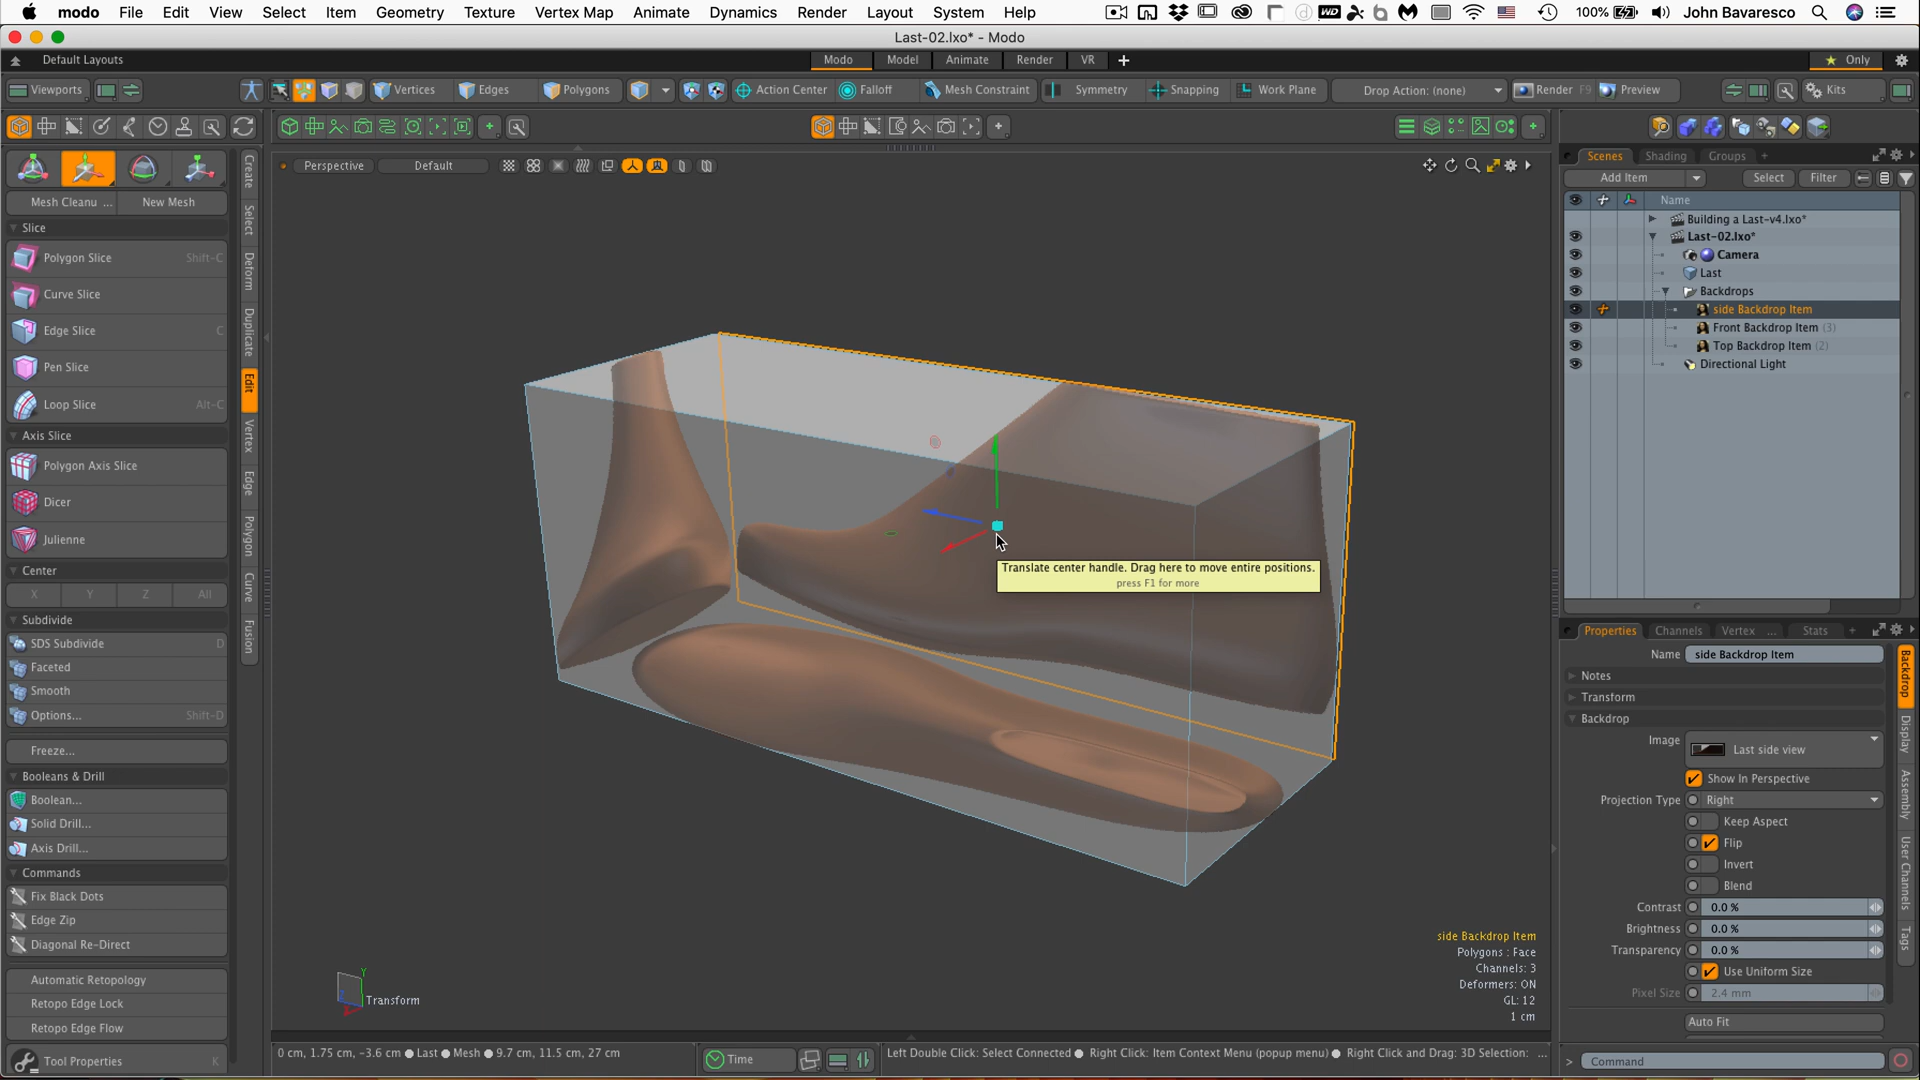 modo File Edit View Select Item Geometry Texture Vertex Map Animate Dynamics Render Layout System Help 100% John Bavaresco
Last-02.lxo* - Modo
Default Layouts Modo Model Animate Render VR Only
Viewports Vertices Edges Polygons Action Center Falloff Mesh Constraint Symmetry Snapping Work Plane Drop Action: (none) Render F9 Preview Kits
Perspective Default
Mesh Cleanu ... New Mesh
Slice
Polygon Slice Shift-C
Curve Slice
Edge Slice C
Pen Slice
Loop Slice Alt-C
Axis Slice
Polygon Axis Slice
Dicer
Julienne
Center
X Y Z All
Subdivide
SDS Subdivide D
Faceted
Smooth
Options... Shift-D
Freeze...
Booleans & Drill
Boolean...
Solid Drill...
Axis Drill...
Commands
Fix Black Dots
Edge Zip
Diagonal Re-Direct
Automatic Retopology
Retopo Edge Lock
Retopo Edge Flow
Tool Properties K
Create
Select
Deform
Duplicate
Edit
Vertex
Edge
Polygon
Curve
Fusion
Translate center handle. Drag here to move entire positions.
press F1 for more
side Backdrop Item
Polygons : Face
Channels: 3
Deformers: ON
GL: 12
1 cm
Y
Transform
0 cm, 1.75 cm, -3.6 cm Last Mesh 9.7 cm, 11.5 cm, 27 cm
Time
Left Double Click: Select Connected Right Click: Item Context Menu (popup menu) Right Click and Drag: 3D Selection: ...
Scenes Shading Groups
Add Item Select Filter
Name
Building a Last-v4.lxo*
Last-02.lxo*
Camera
Last
Backdrops
side Backdrop Item
Front Backdrop Item (3)
Top Backdrop Item (2)
Directional Light
Properties Channels Vertex ... Stats
Name side Backdrop Item
Notes
Transform
Backdrop
Image Last side view
Show In Perspective
Projection Type Right
Keep Aspect
Flip
Invert
Blend
Contrast 0.0 %
Brightness 0.0 %
Transparency 0.0 %
Use Uniform Size
Pixel Size 2.4 mm
Auto Fit
Backdrop
Display
Assembly
User Channels
Tags
> Command